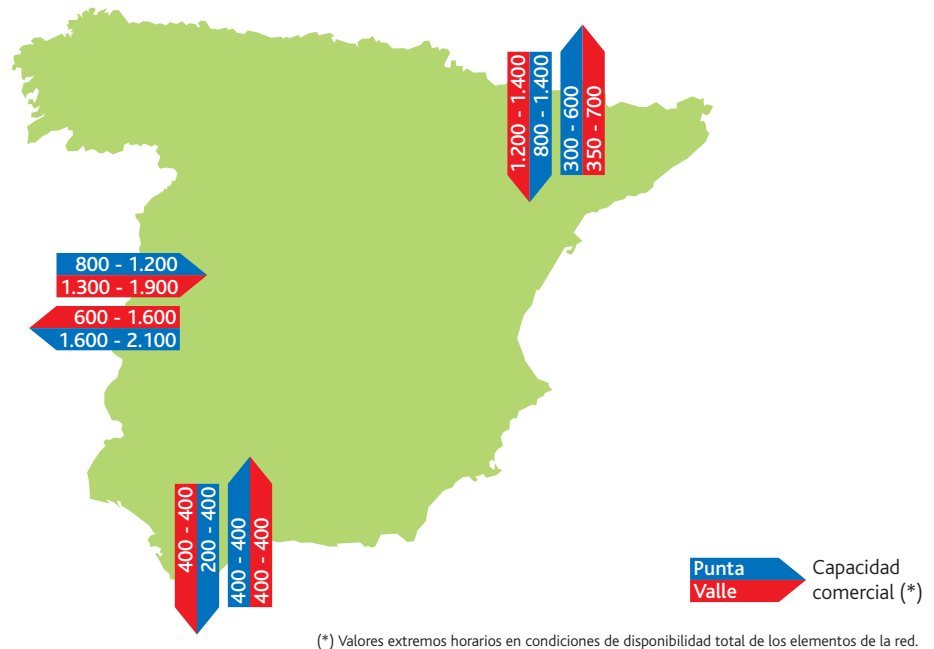 1.200 - 1.400
800 - 1.400
300 - 600
350 - 700
800 - 1.200
1.300 - 1.900
600 - 1.600
1.600 - 2.100
400 - 400
200 - 400
400 - 400
400 - 400
Punta
Valle
Capacidad
comercial (*)
(*) Valores extremos horarios en condiciones de disponibilidad total de los elementos de la red.